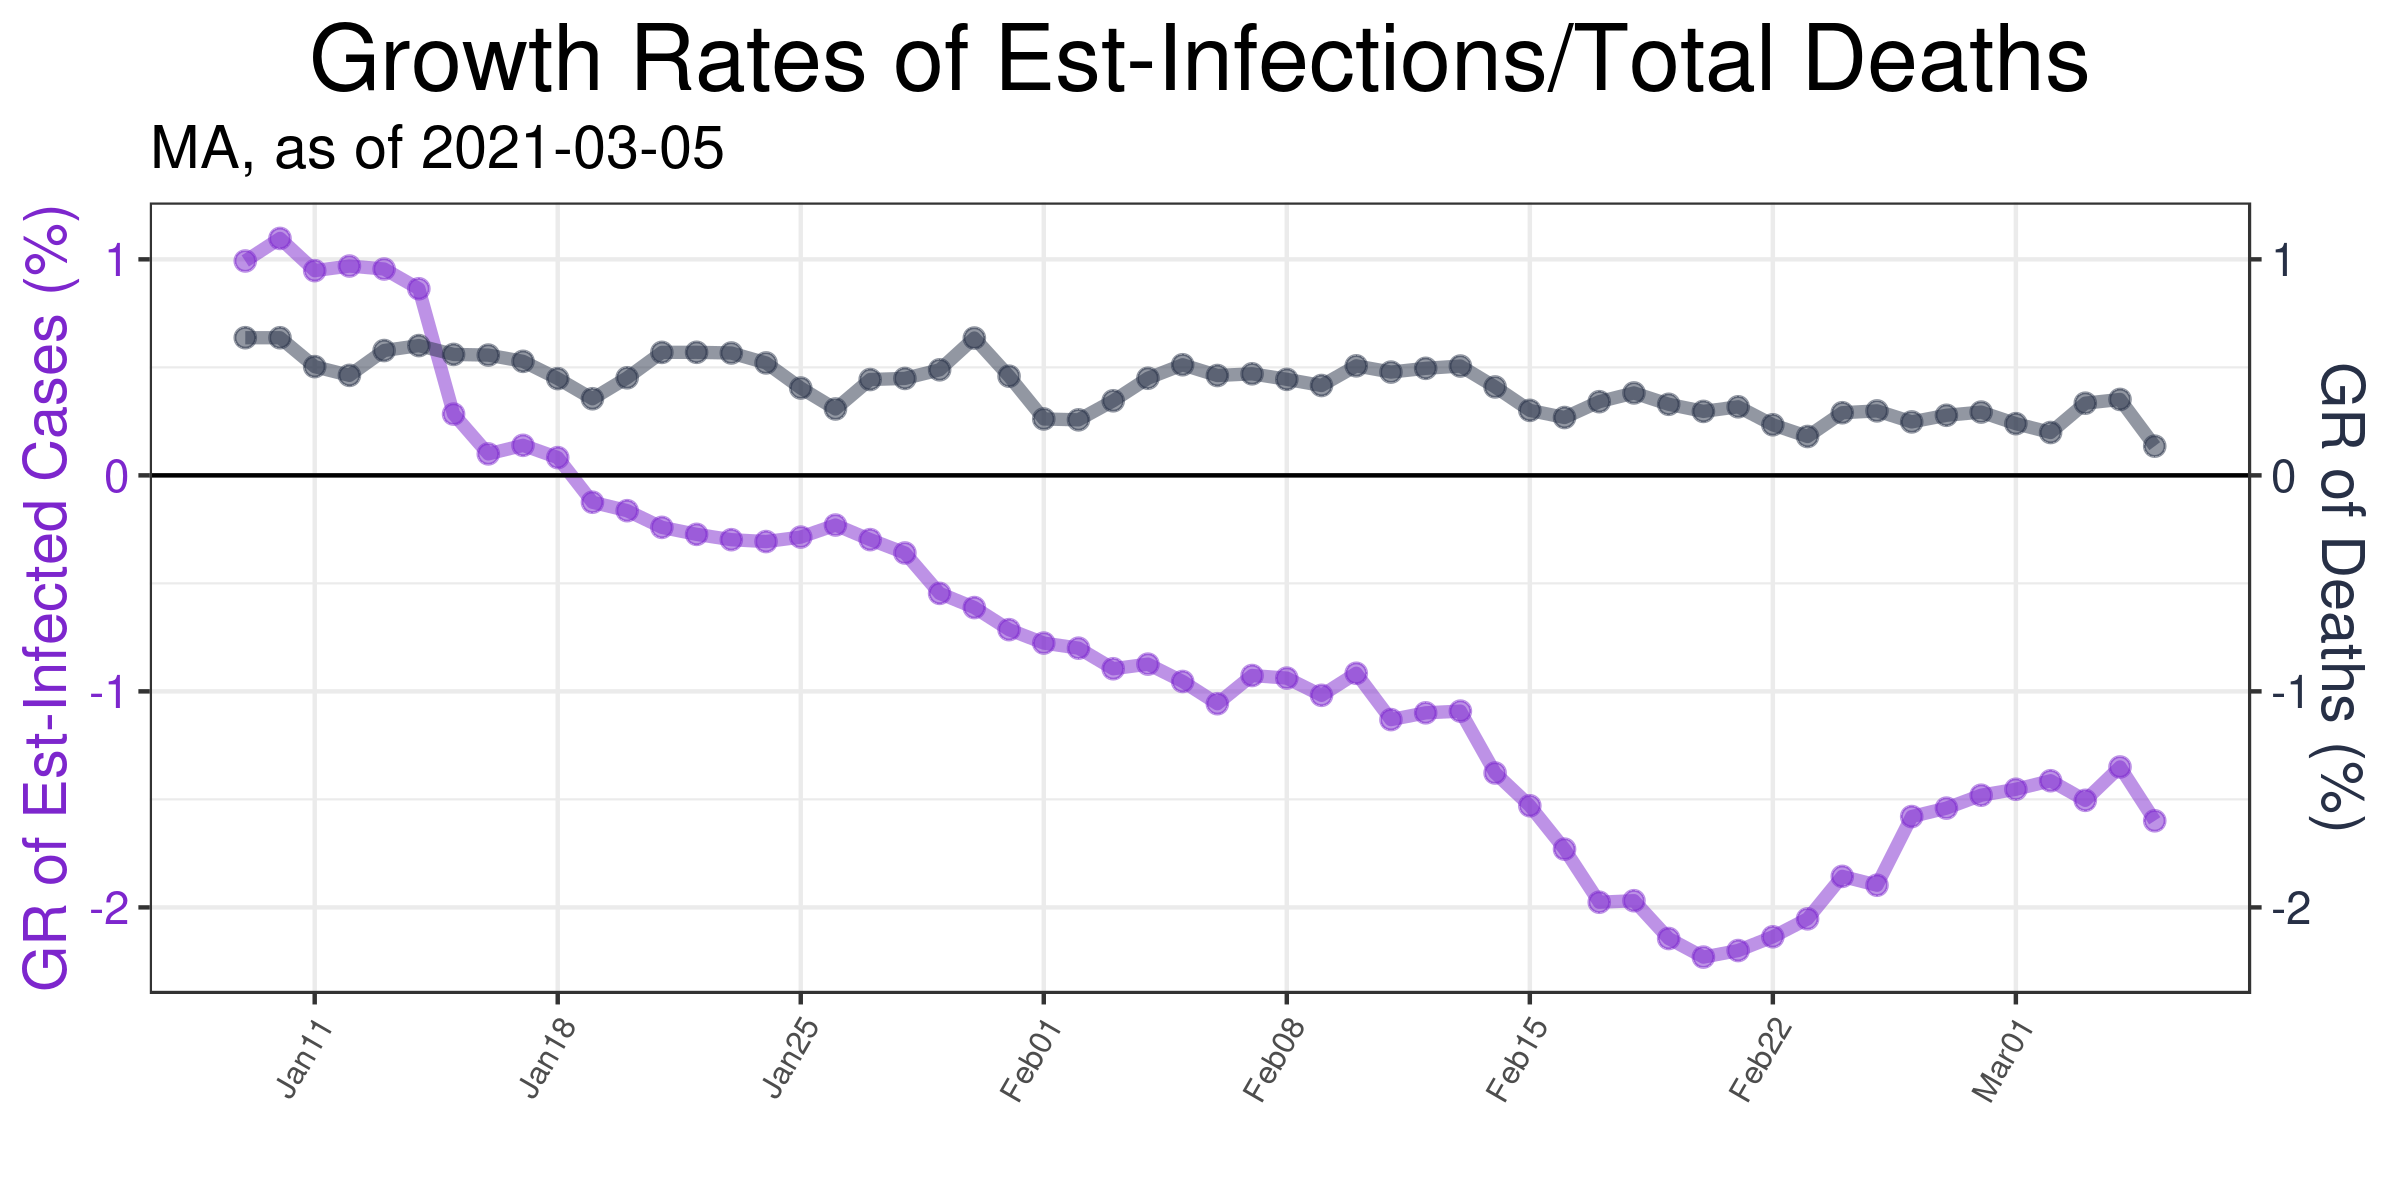 Growth Rates of Est-Infections/Total Deaths
MA, as of 2021-03-05
GR of Est-Infected Cases (%)
1
0
-1
-2
1
0
-1
-2
GR of Deaths (%)
Jan11
Jan18
Jan25
Feb01
Feb08
Feb15
Feb22
Mar01